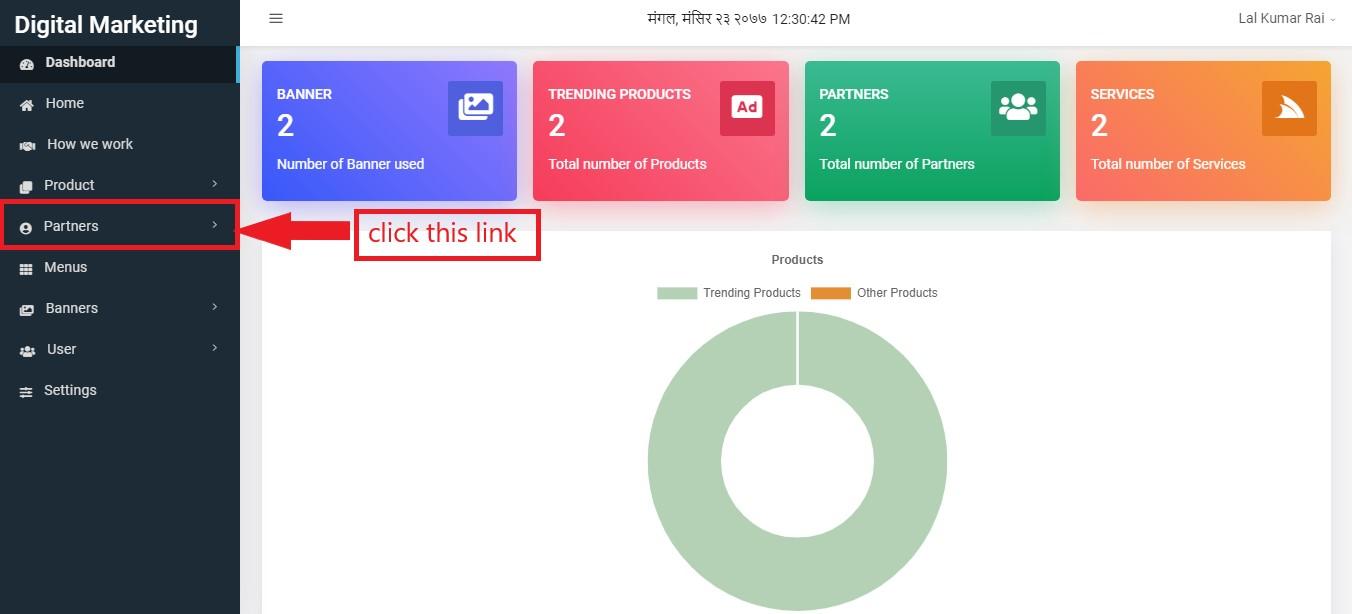 Digital Marketing
मंगल, मंसिर २३ २०७७ 12:30:42 PM
Lal Kumar Rai
Dashboard
Home
How we work
Product
Partners
Menus
Banners
User
Settings
BANNER
2
Number of Banner used
TRENDING PRODUCTS
2
Total number of Products
Ad
PARTNERS
2
Total number of Partners
SERVICES
2
Total number of Services
click this link
Products
Trending Products Other Products